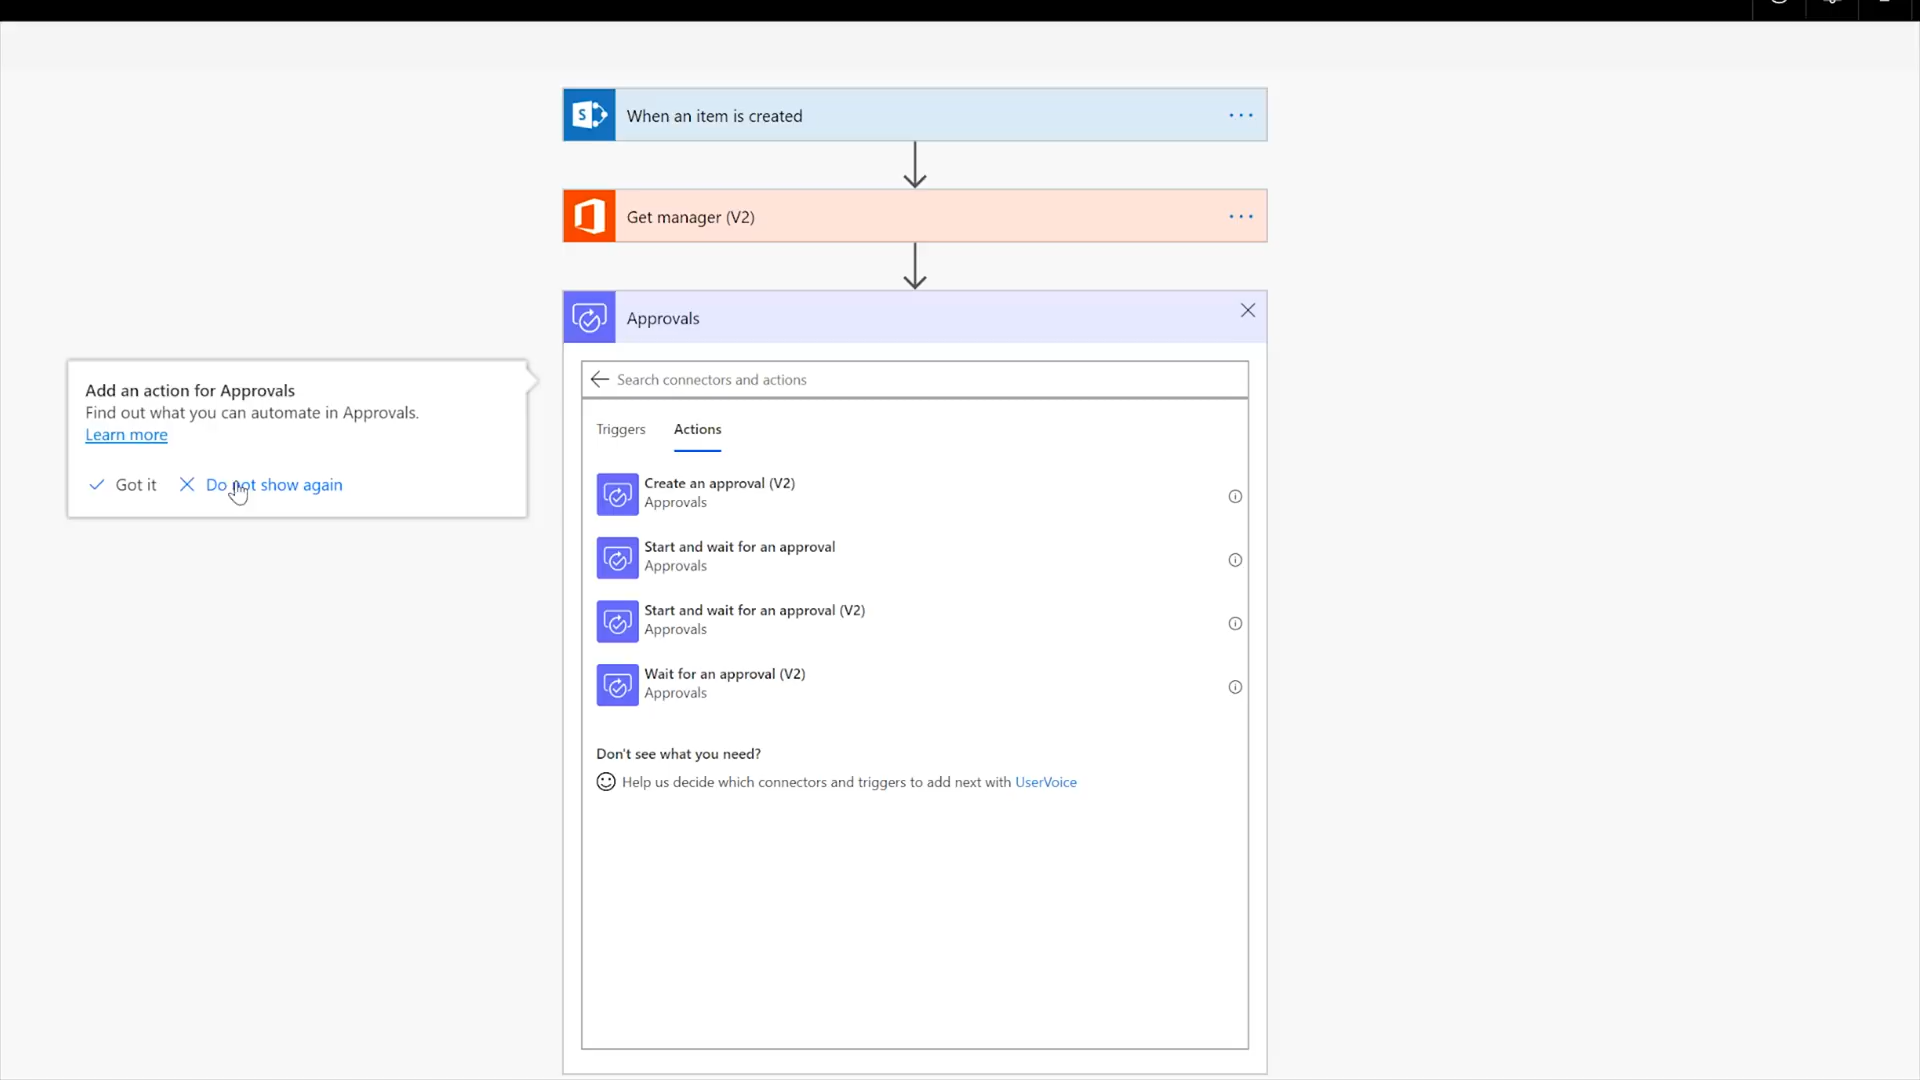 When an item is created
Get manager (V2)
Approvals
Add an action for Approvals
Find out what you can automate in Approvals.
Learn more
Got it
Do not show again
Search connectors and actions
Triggers
Actions
Create an approval (V2)
Approvals
Start and wait for an approval
Approvals
Start and wait for an approval (V2)
Approvals
Wait for an approval (V2)
Approvals
Don't see what you need?
Help us decide which connectors and triggers to add next with UserVoice